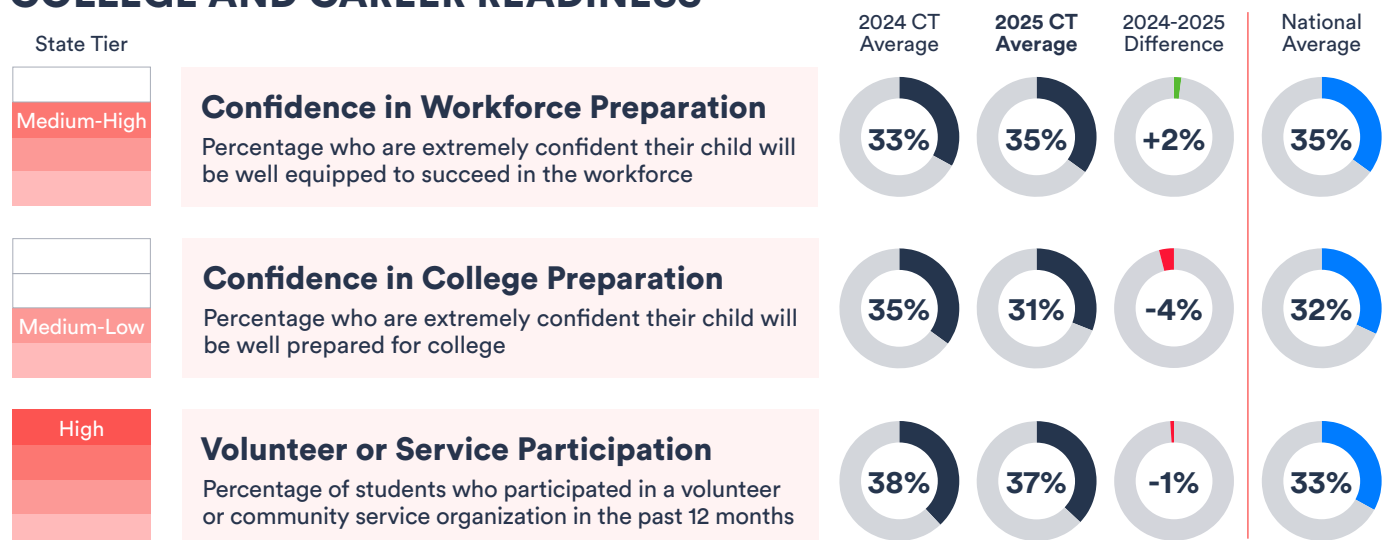 COLLEGE AND CAREER READINESS
State Tier
2024 CT
Average
2025 CT
Average
2024-2025
Difference
National
Average
Medium-High
Confidence in Workforce Preparation
Percentage who are extremely confident their child will
be well equipped to succeed in the workforce
33%
35%
+2%
35%
Medium-Low
Confidence in College Preparation
Percentage who are extremely confident their child will
be well prepared for college
35%
31%
-4%
32%
High
Volunteer or Service Participation
Percentage of students who participated in a volunteer
or community service organization in the past 12 months
38%
37%
-1%
33%